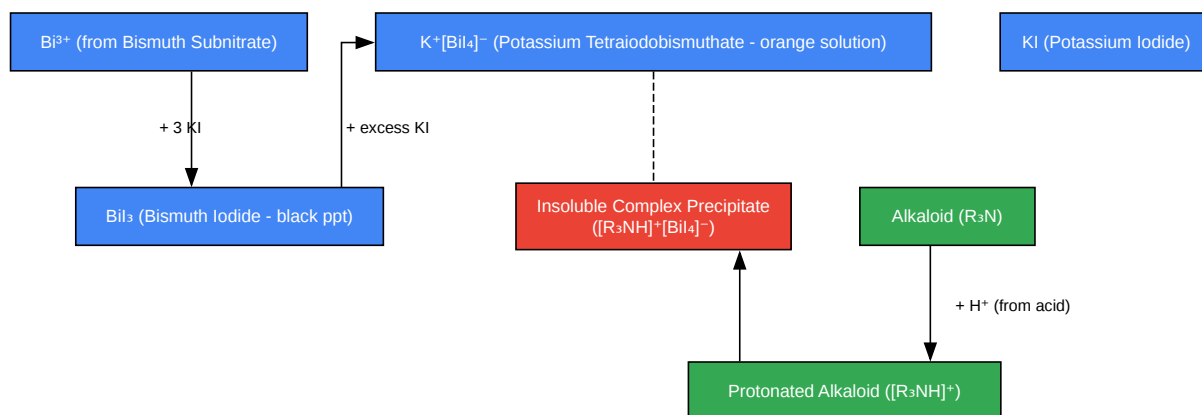 Bi³⁺ (from Bismuth Subnitrate)
K⁺[BiI₄]⁻ (Potassium Tetraiodobismuthate - orange solution)
KI (Potassium Iodide)
+ 3 KI
+ excess KI
BiI₃ (Bismuth Iodide - black ppt)
Insoluble Complex Precipitate
([R₃NH]⁺[BiI₄]⁻)
Alkaloid (R₃N)
+ H⁺ (from acid)
Protonated Alkaloid ([R₃NH]⁺)